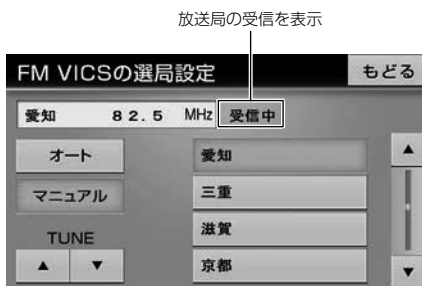 放送局の受信を表示
FM VICSの選局設定
もどる
愛知 82.5 MHz 受信中
オート
マニュアル
TUNE
▲ ▼
愛知
三重
滋賀
京都
▲
▼